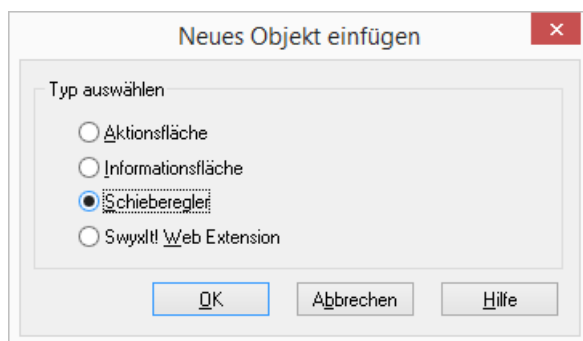 Neues Objekt einfügen
Typ auswählen
Aktionsfläche
Informationsfläche
Schieberegler
SwyxIt! Web Extension
OK Abbrechen Hilfe